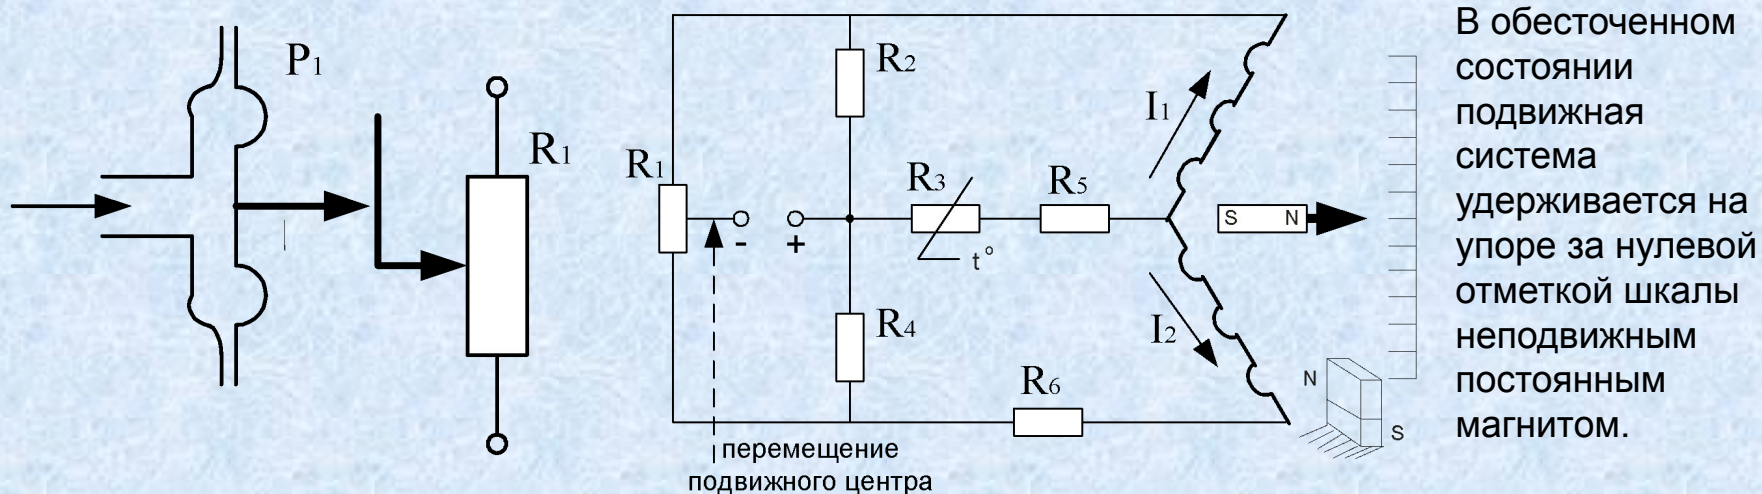 P1
R1
R1
R2
R3
t°
R5
R4
R6
I1
I2
-
+
S N
N
S
перемещение
подвижного центра
В обесточенном
состоянии
подвижная
система
удерживается на
упоре за нулевой
отметкой шкалы
неподвижным
постоянным
магнитом.